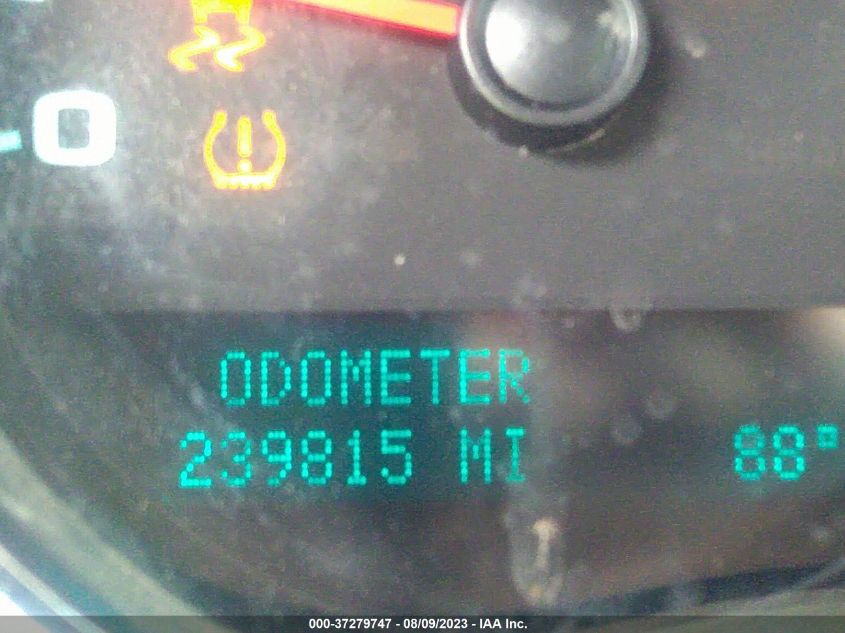 0
ODOMETER
239815 MI 88°
000-37279747 - 08/09/2023 - IAA Inc.